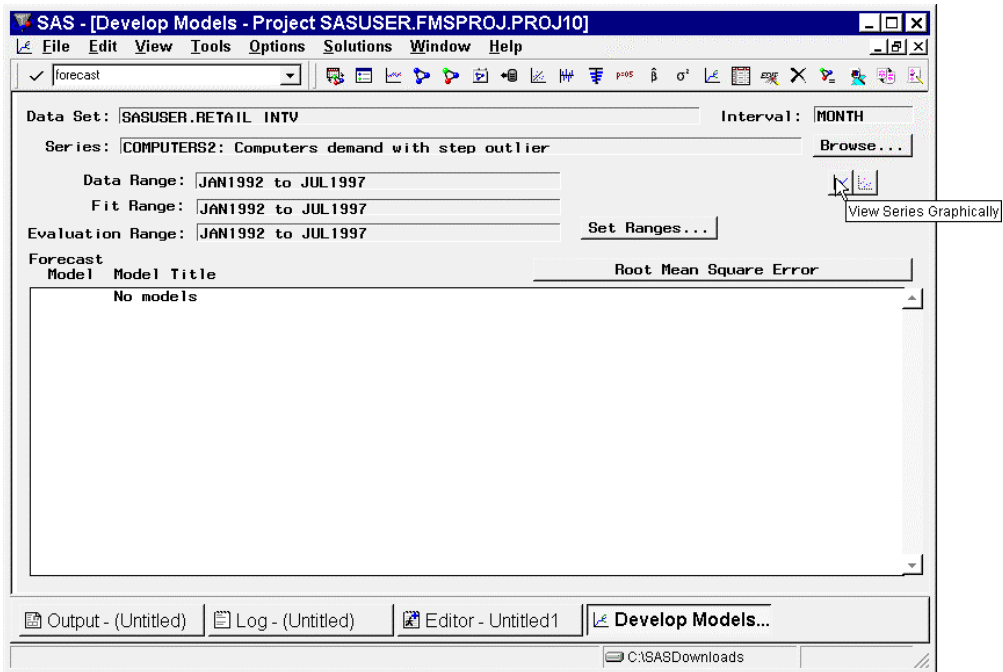 SAS - [Develop Models - Project SASUSER.FMSPROJ.PROJ10]
File Edit View Tools Options Solutions Window Help
forecast
p=05 β̂ σ²
Data Set: SASUSER.RETAIL INTV Interval: MONTH
Series: COMPUTERS2: Computers demand with step outlier Browse...
Data Range: JAN1992 to JUL1997
Fit Range: JAN1992 to JUL1997
View Series Graphically
Evaluation Range: JAN1992 to JUL1997 Set Ranges...
Forecast
Model Model Title Root Mean Square Error
No models
Output - (Untitled) Log - (Untitled) Editor - Untitled1 Develop Models...
C:\SASDownloads